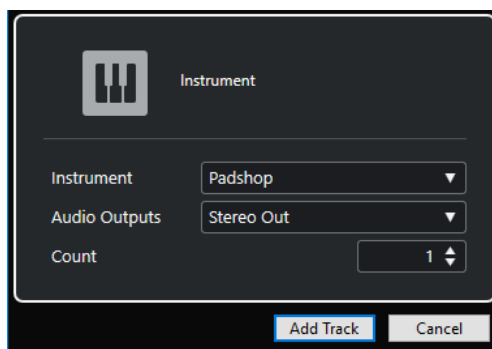 Instrument
Instrument Padshop
Audio Outputs Stereo Out
Count 1
Add Track Cancel